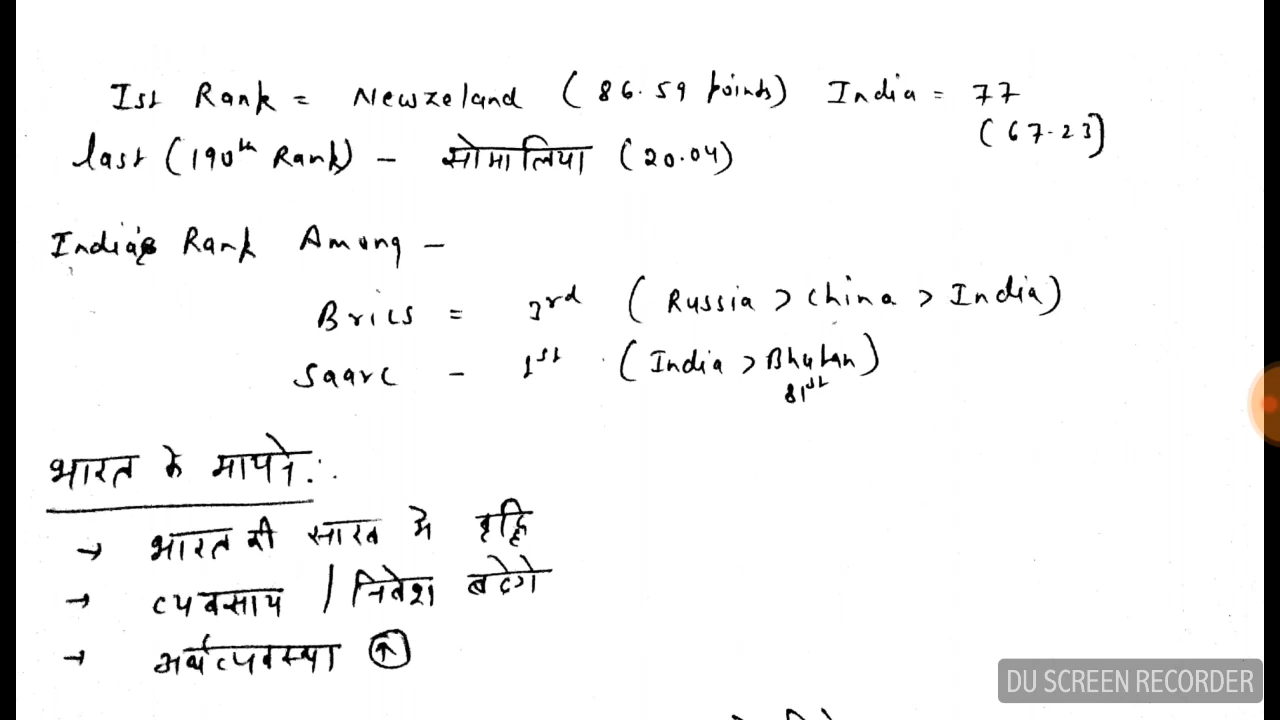 Ist Rank = Newzeland (86.59 points) India = 77
(67.23)
last (190th Rank) - सोमालिया (20.04)
India's Rank Among -
Brics = 3rd (Russia > China > India)
Saarc - 1st (India > Bhutan)
81st
भारत के मायने :
→ भारत की साख में वृद्धि
→ व्यवसाय / निवेश बढेगे
→ अर्थव्यवस्था ↑
DU SCREEN RECORDER